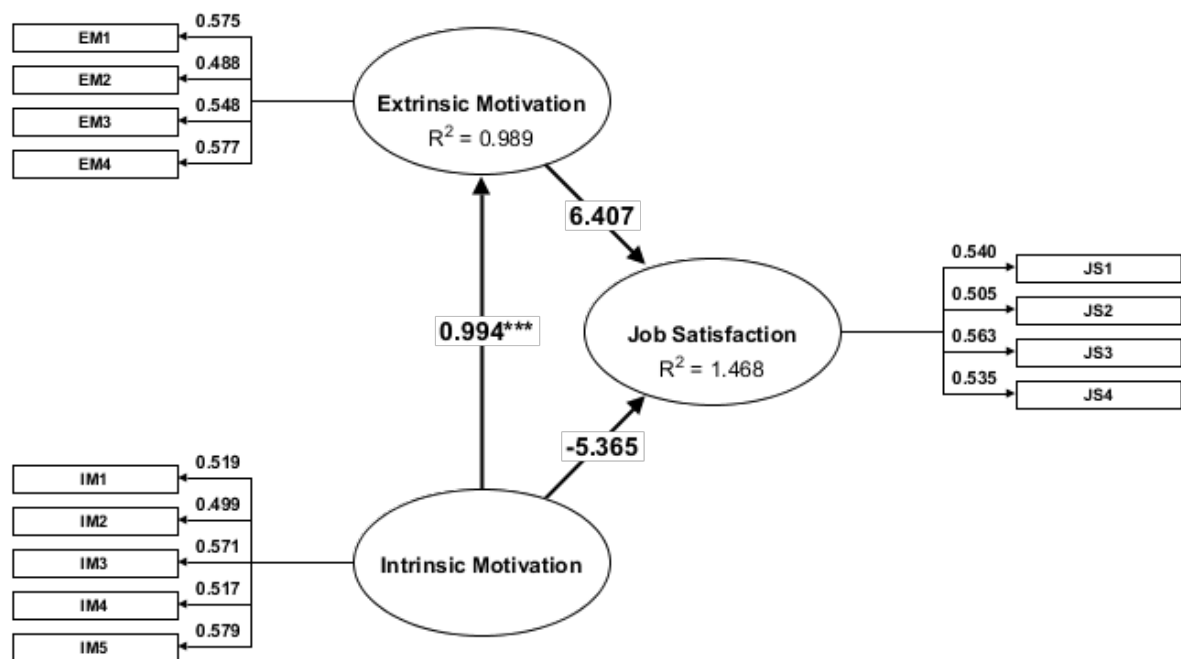 0.575
EM1
0.488
EM2
0.548
EM3
0.577
EM4
Extrinsic Motivation
R² = 0.989
6.407
0.994***
-5.365
Job Satisfaction
R² = 1.468
0.540
JS1
0.505
JS2
0.563
JS3
0.535
JS4
0.519
IM1
0.499
IM2
0.571
IM3
0.517
IM4
0.579
IM5
Intrinsic Motivation